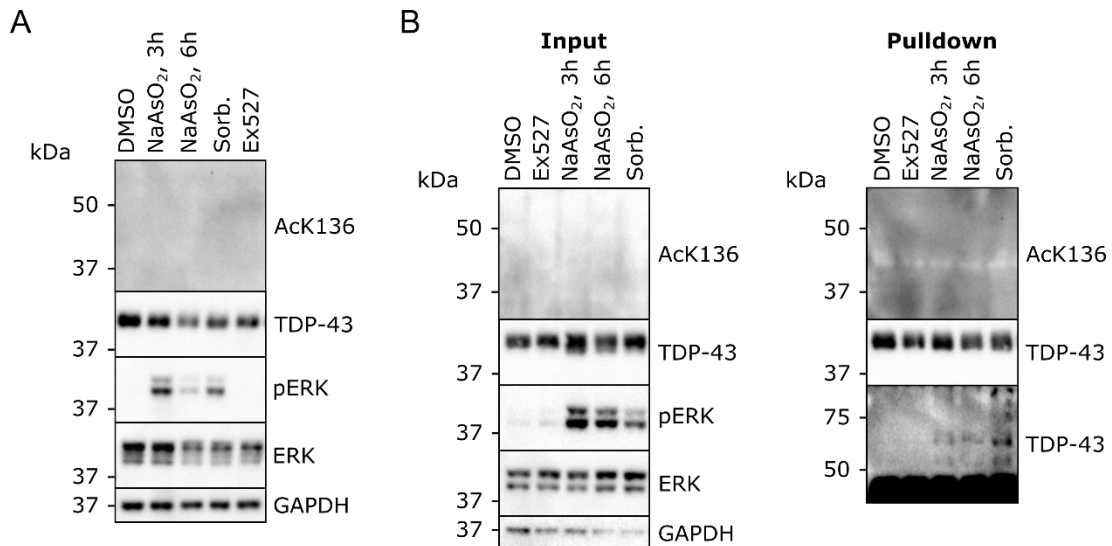 A
DMSO
NaAsO₂, 3h
NaAsO₂, 6h
Sorb.
Ex527
kDa
50
AcK136
37
TDP-43
37
pERK
37
ERK
37
37
GAPDH
B
Input
DMSO
Ex527
NaAsO₂, 3h
NaAsO₂, 6h
Sorb.
kDa
50
AcK136
37
TDP-43
37
pERK
37
ERK
37
37
GAPDH
Pulldown
DMSO
Ex527
NaAsO₂, 3h
NaAsO₂, 6h
Sorb.
kDa
50
AcK136
37
TDP-43
37
75
TDP-43
50